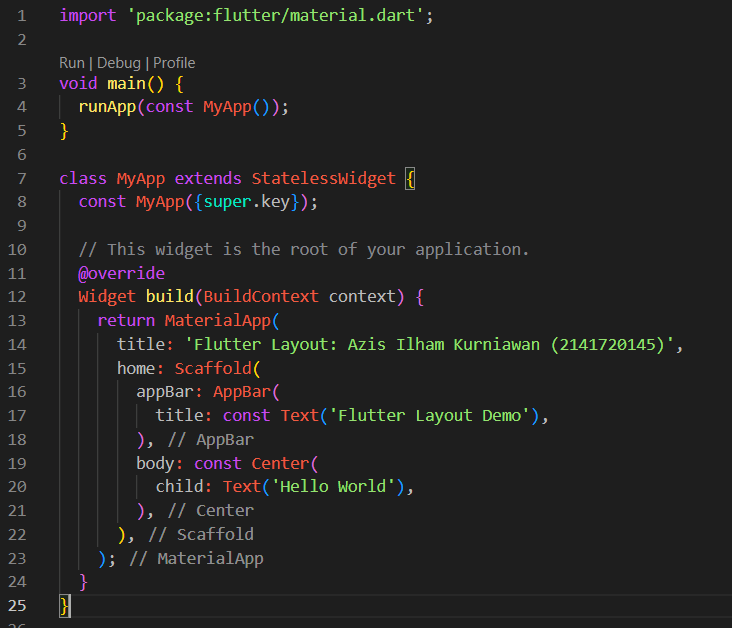 1 import 'package:flutter/material.dart';
2
Run | Debug | Profile
3 void main() {
4   runApp(const MyApp());
5 }
6
7 class MyApp extends StatelessWidget {
8   const MyApp({super.key});
9
10   // This widget is the root of your application.
11   @override
12   Widget build(BuildContext context) {
13     return MaterialApp(
14       title: 'Flutter Layout: Azis Ilham Kurniawan (2141720145)',
15       home: Scaffold(
16         appBar: AppBar(
17           title: const Text('Flutter Layout Demo'),
18         ), // AppBar
19         body: const Center(
20           child: Text('Hello World'),
21         ), // Center
22       ), // Scaffold
23     ); // MaterialApp
24   }
25 }
26